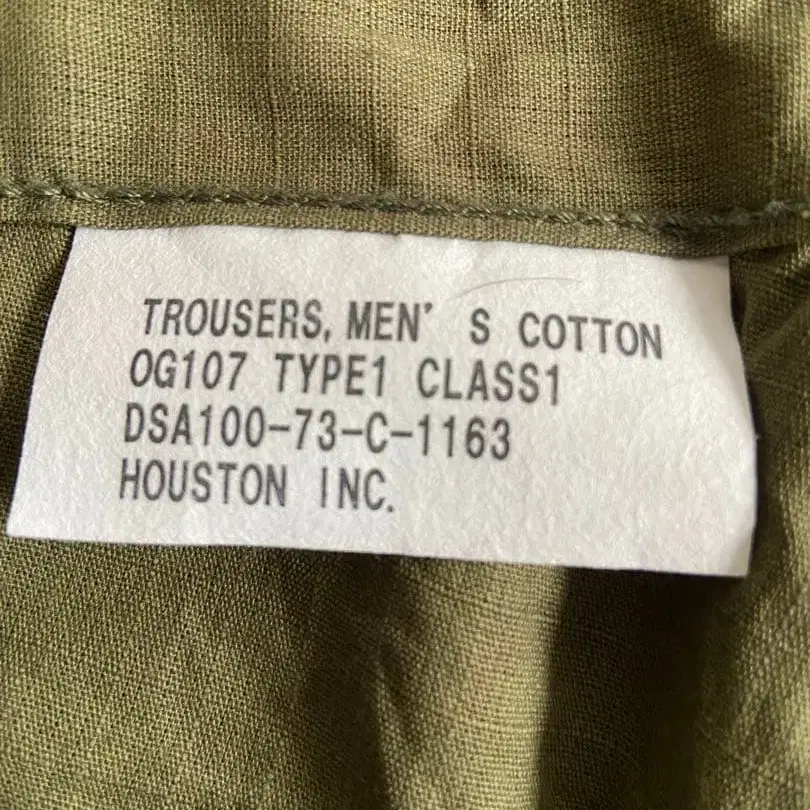 TROUSERS, MEN' S COTTON
OG107 TYPE1 CLASS1
DSA100-73-C-1163
HOUSTON INC.